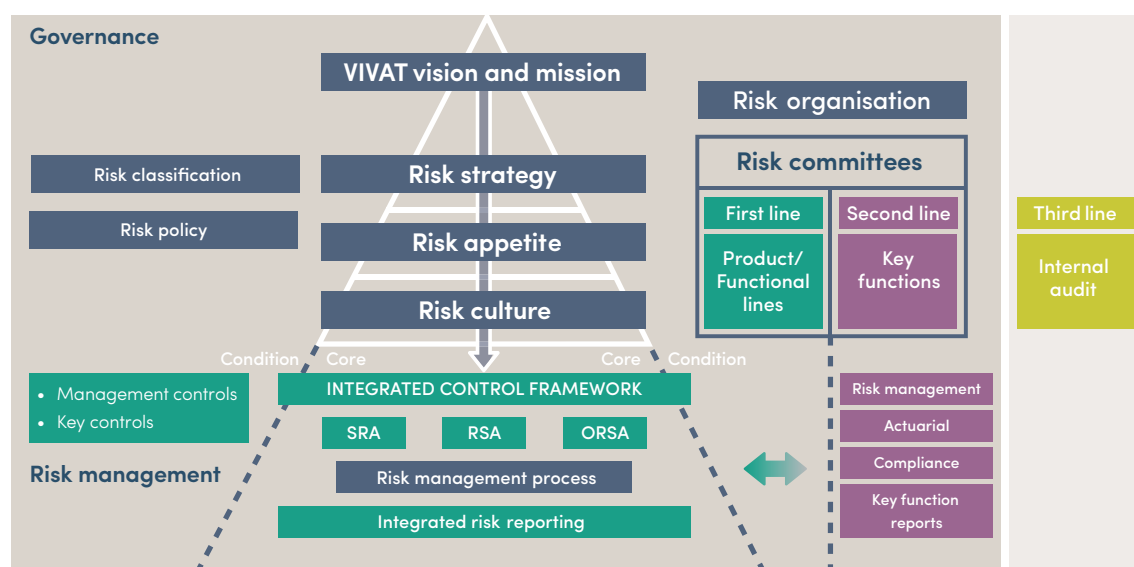 Governance
VIVAT vision and mission
Risk organisation
Risk committees
Risk classification
Risk strategy
Risk policy
Risk appetite
Risk culture
First line
Second line
Third line
Product/
Functional
lines
Key
functions
Internal
audit
Condition
Core
Core
Condition
• Management controls
• Key controls
INTEGRATED CONTROL FRAMEWORK
SRA
RSA
ORSA
Risk management
Risk management process
Integrated risk reporting
Risk management
Actuarial
Compliance
Key function
reports